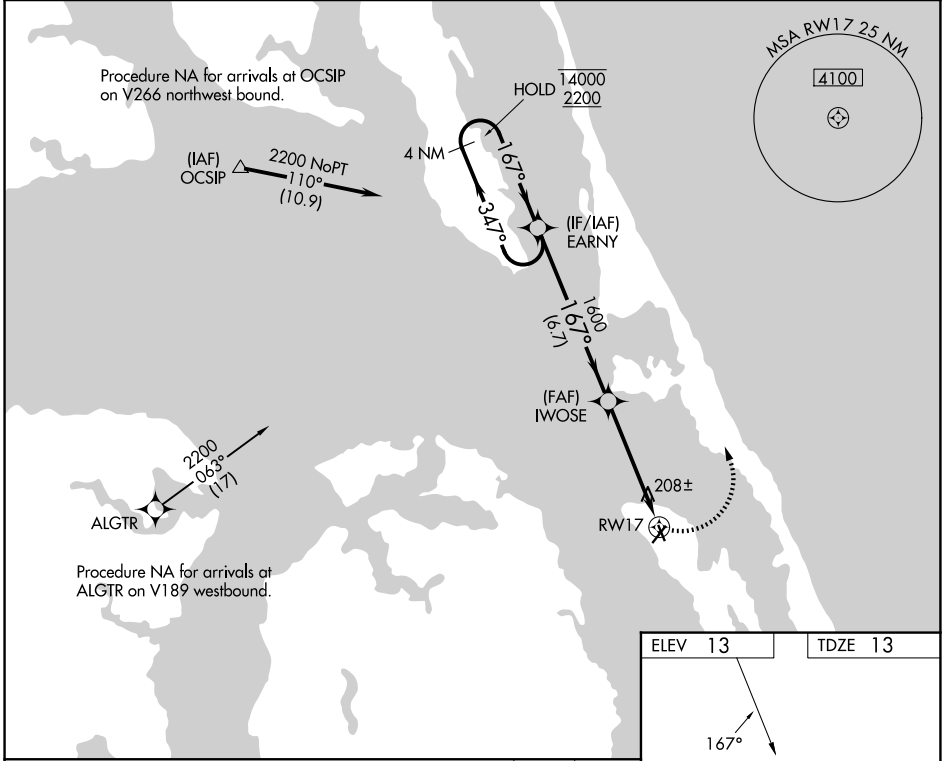 Procedure NA for arrivals at OCSIP
on V266 northwest bound.
HOLD 14000
2200
MSA RW17 25 NM
4100
4 NM
167°
347°
(IAF)
OCSIP
2200 NoPT
110°
(10.9)
(IF/IAF)
EARNY
1600
167°
(6.7)
(FAF)
IWOSE
2200
063°
(17)
ALGTR
208±
RW17
Procedure NA for arrivals at
ALGTR on V189 westbound.
ELEV 13
TDZE 13
167°